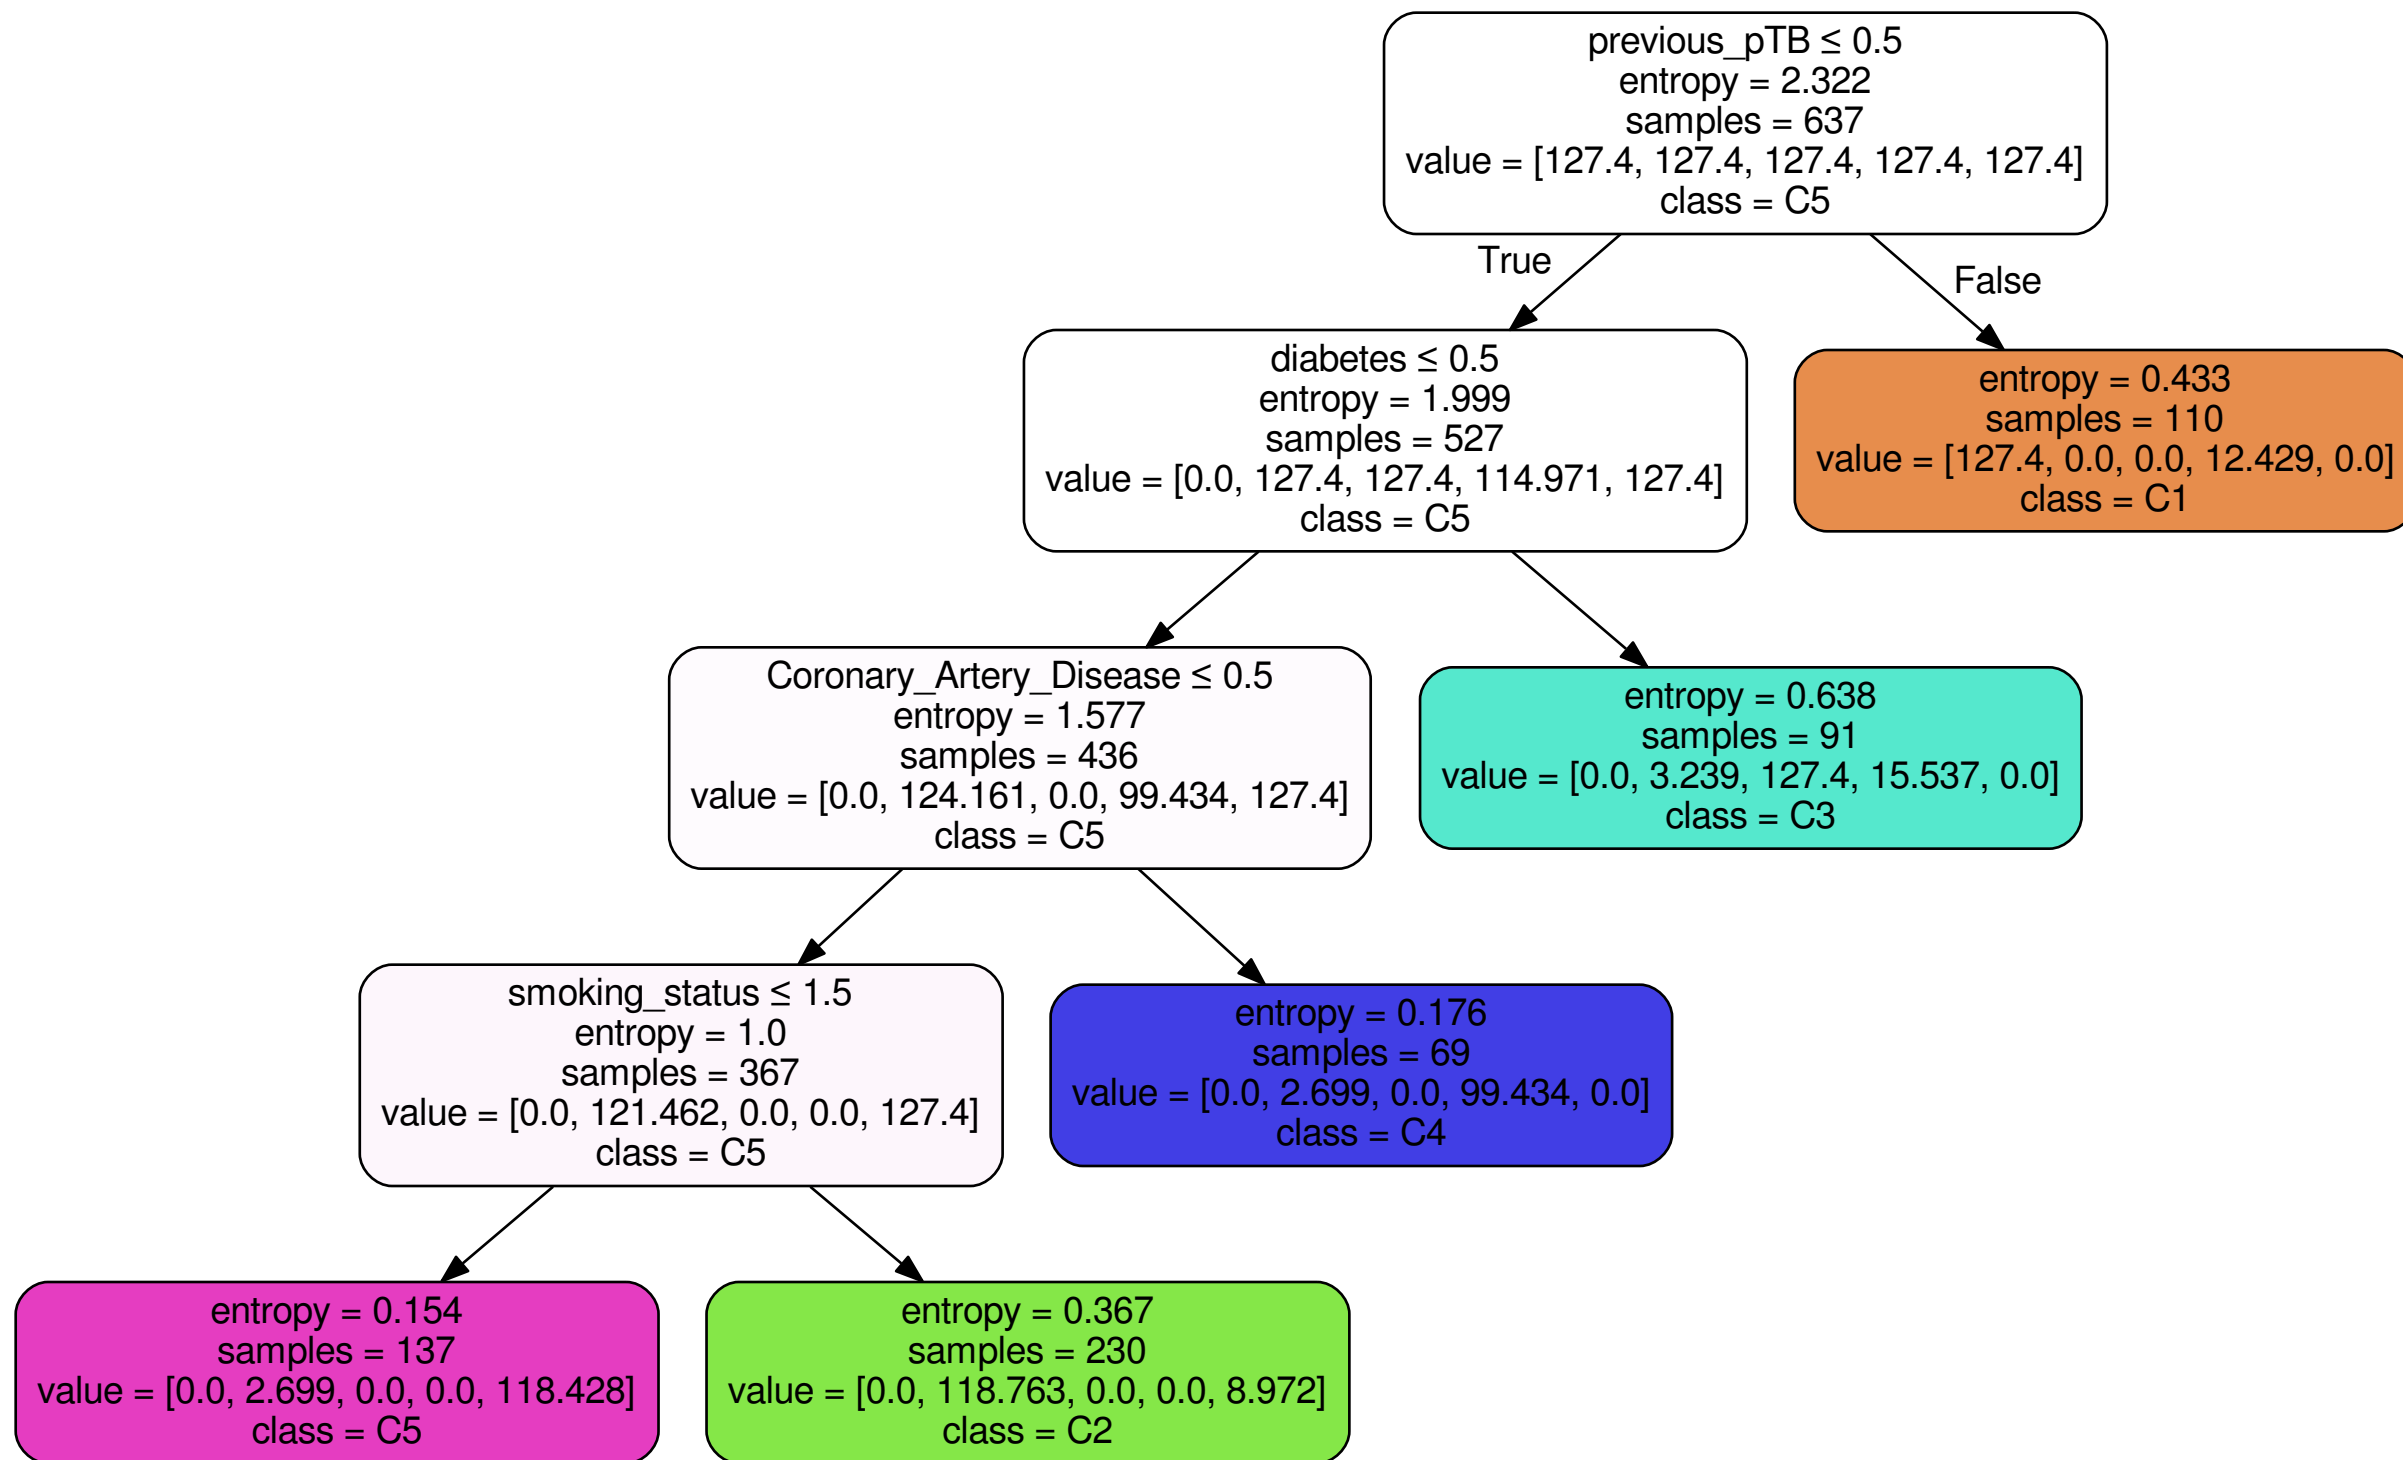 previous_pTB ≤ 0.5
entropy = 2.322
samples = 637
value = [127.4, 127.4, 127.4, 127.4, 127.4]
class = C5
True
False
diabetes ≤ 0.5
entropy = 1.999
samples = 527
value = [0.0, 127.4, 127.4, 114.971, 127.4]
class = C5
entropy = 0.433
samples = 110
value = [127.4, 0.0, 0.0, 12.429, 0.0]
class = C1
Coronary_Artery_Disease ≤ 0.5
entropy = 1.577
samples = 436
value = [0.0, 124.161, 0.0, 99.434, 127.4]
class = C5
entropy = 0.638
samples = 91
value = [0.0, 3.239, 127.4, 15.537, 0.0]
class = C3
smoking_status ≤ 1.5
entropy = 1.0
samples = 367
value = [0.0, 121.462, 0.0, 0.0, 127.4]
class = C5
entropy = 0.176
samples = 69
value = [0.0, 2.699, 0.0, 99.434, 0.0]
class = C4
entropy = 0.154
samples = 137
value = [0.0, 2.699, 0.0, 0.0, 118.428]
class = C5
entropy = 0.367
samples = 230
value = [0.0, 118.763, 0.0, 0.0, 8.972]
class = C2